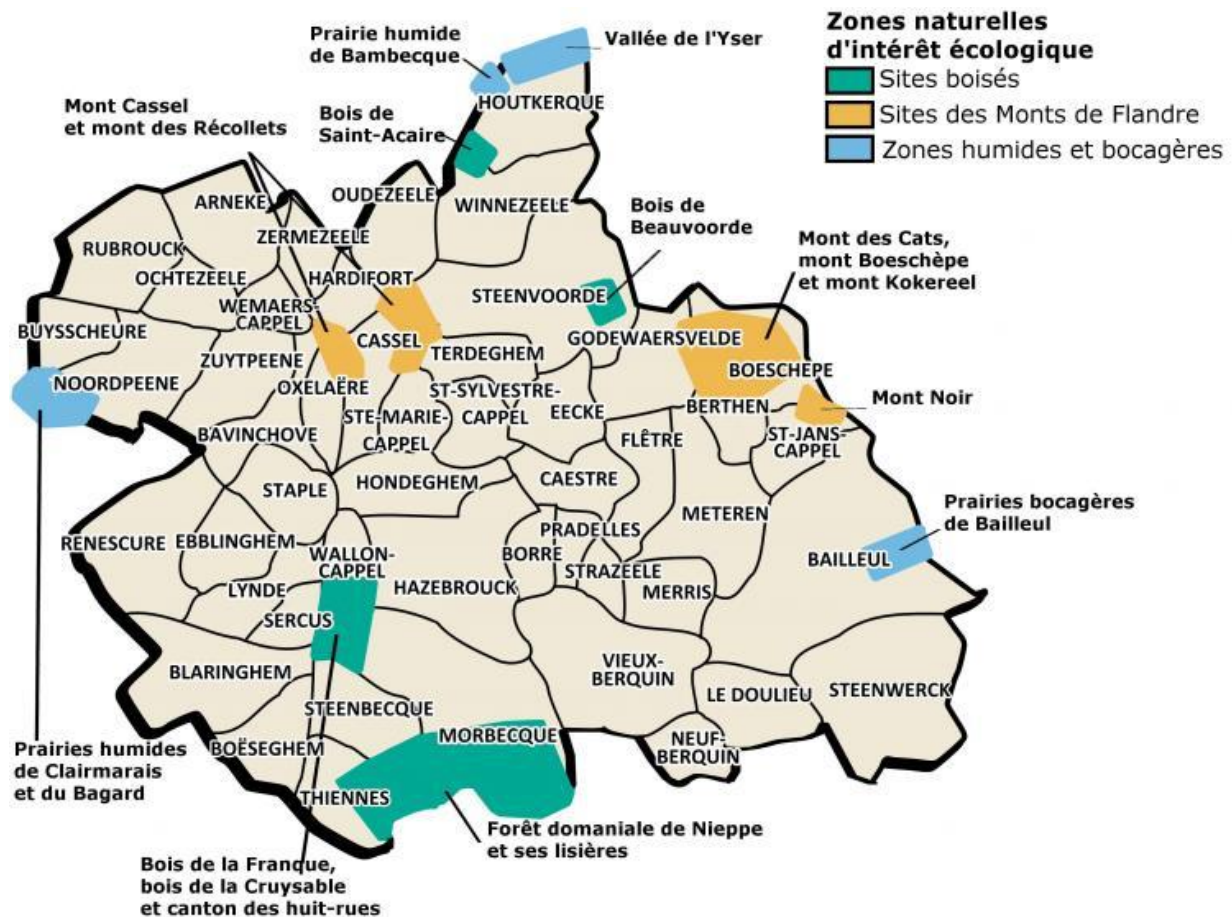 Zones naturelles
d'intérêt écologique
Sites boisés
Sites des Monts de Flandre
Zones humides et bocagères
Prairie humide
de Bambecque
Vallée de l'Yser
Mont Cassel
et mont des Récollets
Bois de
Saint-Acaire
HOUTKERQUE
OUDEZEELE
ARNEKE
WINNEZEELE
Bois de
Beauvoorde
ZERMEZEELE
RUBROUCK
Mont des Cats,
mont Boeschèpe
et mont Kokereel
OCHTEZEELE
HARDIFORT
STEENVOORDE
WEMAERS-
CAPPEL
BUYSSCHEURE
CASSEL
GODEWAERSVELDE
ZUYTPEENE
TERDEGHEM
BOESCHEPE
NOORDPEENE
OXELAËRE
ST-SYLVESTRE-
CAPPEL
EECKE
BERTHEN
Mont Noir
STE-MARIE-
CAPPEL
BAVINCHOVE
FLÊTRE
ST-JANS-
CAPPEL
STAPLE
HONDEGHEM
CAESTRE
METEREN
Prairies bocagères
de Bailleul
RENESCURE
EBBLINGHEM
WALLON-
CAPPEL
BORRE
PRADELLES
BAILLEUL
LYNDE
HAZEBROUCK
STRAZEELE
MERRIS
SERCUS
BLARINGHEM
VIEUX-
BERQUIN
LE DOULIEU
STEENWERCK
STEENBECQUE
MORBECQUE
BOËSEGHEM
NEUF-
BERQUIN
Prairies humides
de Clairmarais
et du Bagard
THIENNES
Forêt domaniale de Nieppe
et ses lisières
Bois de la Franque,
bois de la Cruysable
et canton des huit-rues